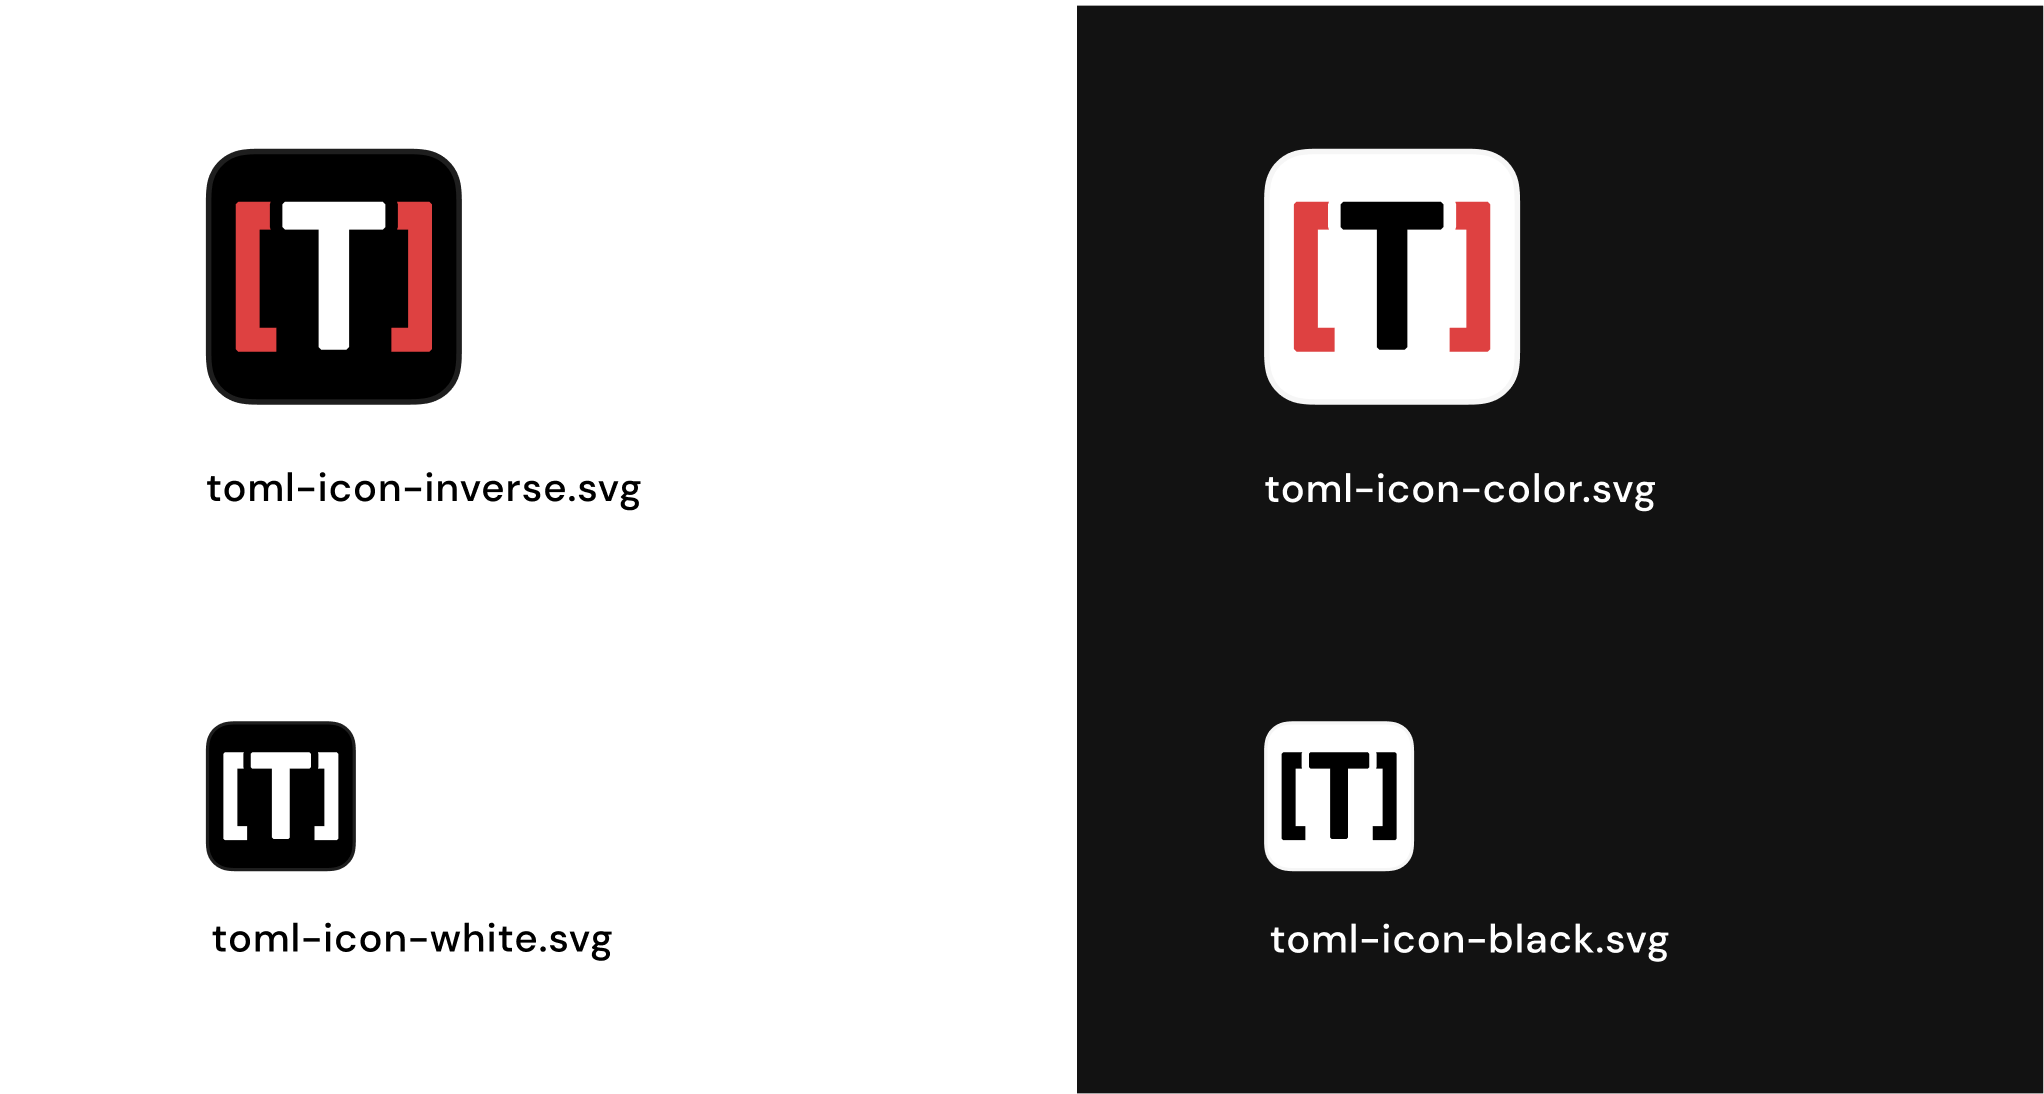 [T]
[T]
toml-icon-inverse.svg
toml-icon-color.svg
[T]
[T]
toml-icon-white.svg
toml-icon-black.svg